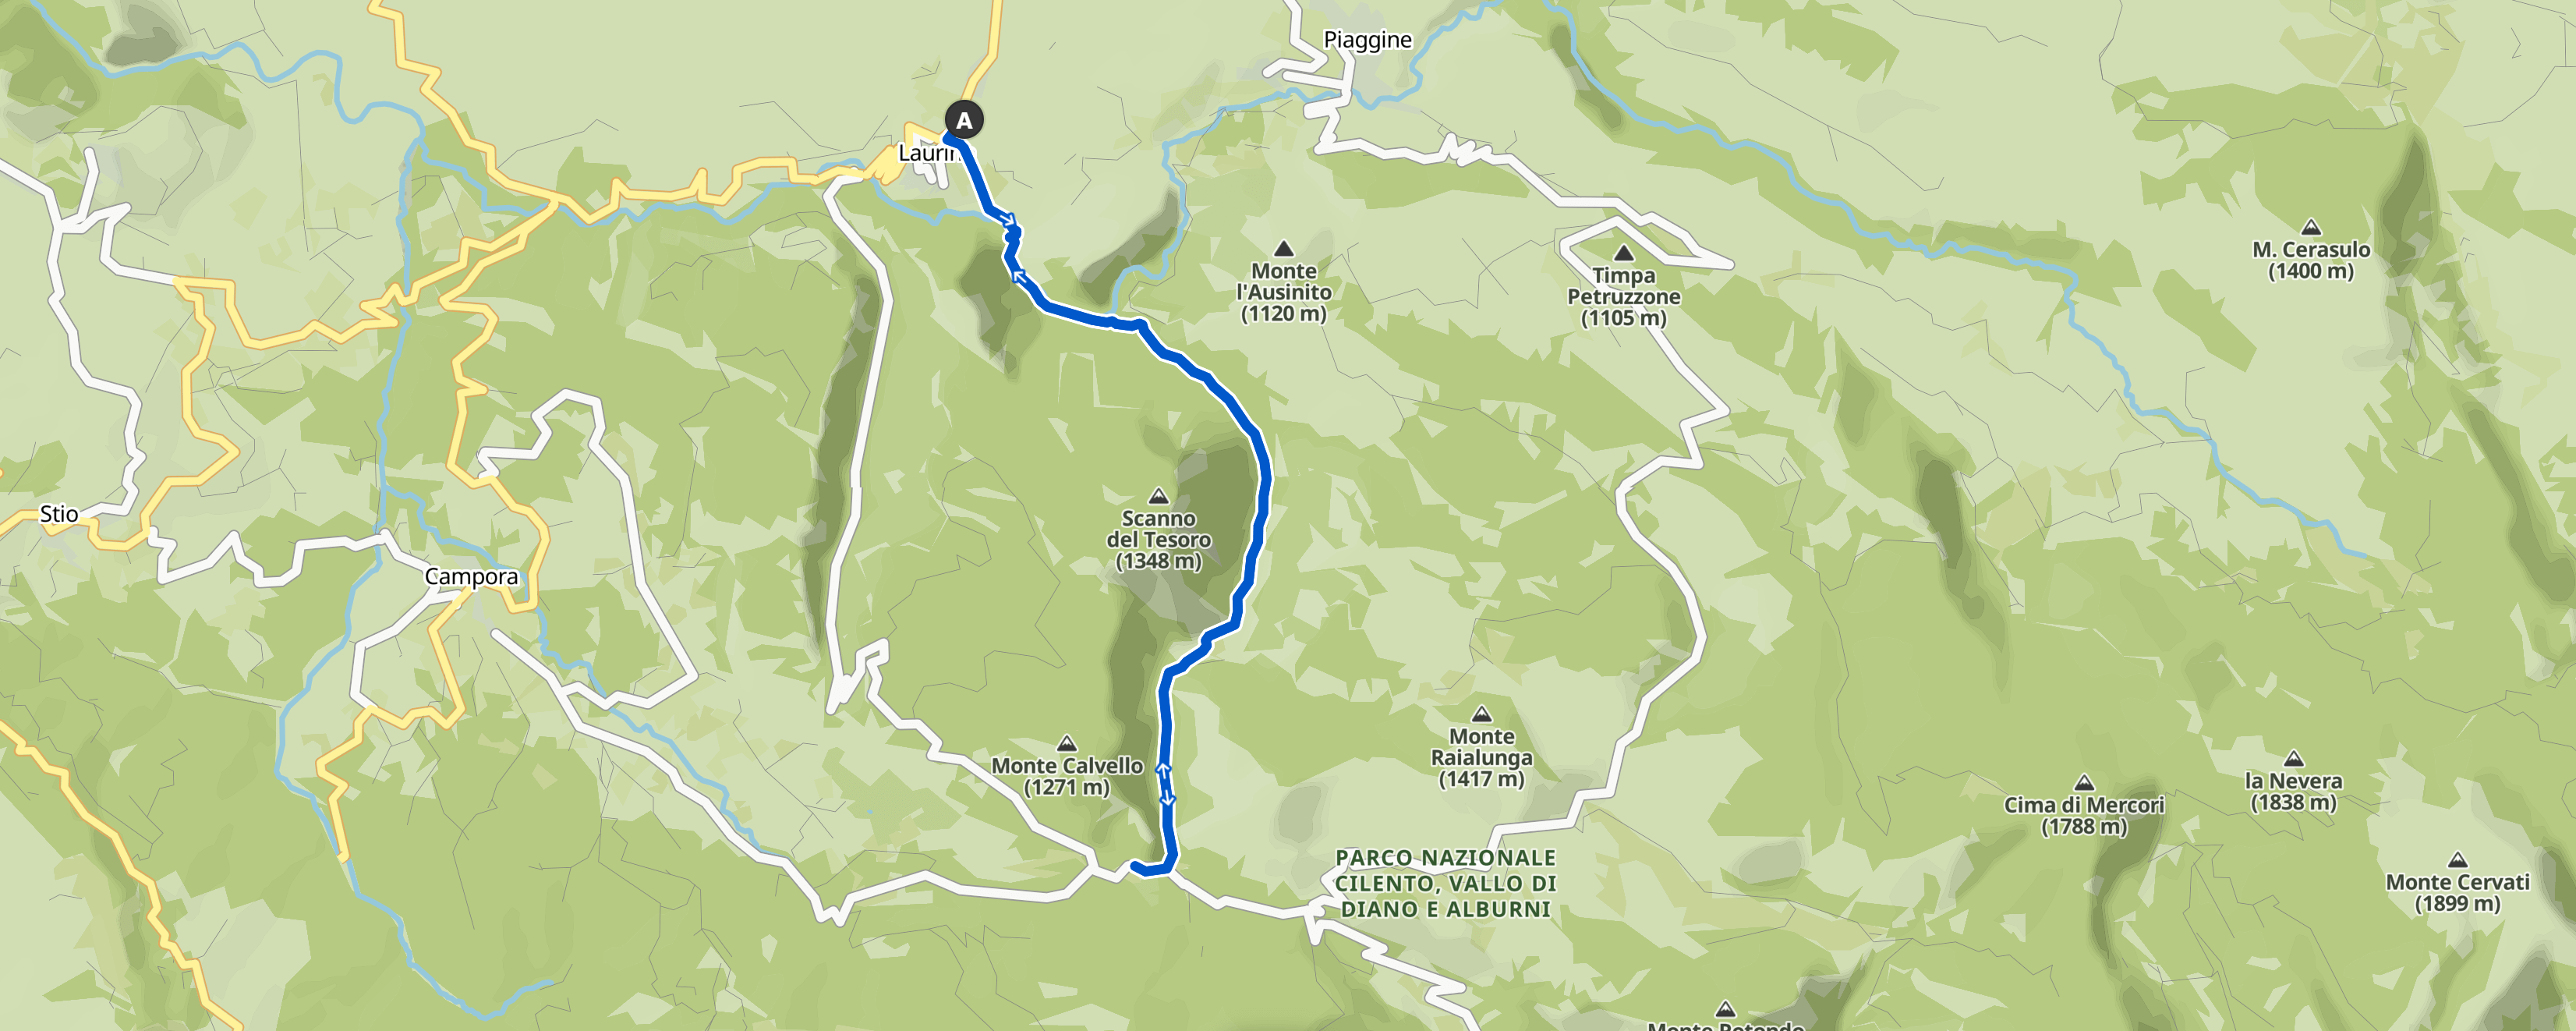 Piaggine
A
Laurin
M. Cerasulo
(1400 m)
Monte
l'Ausinito
(1120 m)
Timpa
Petruzzone
(1105 m)
Stio
Scanno
del Tesoro
(1348 m)
Campora
Monte
Raialunga
(1417 m)
Monte Calvello
(1271 m)
la Nevera
(1838 m)
Cima di Mercori
(1788 m)
PARCO NAZIONALE
CILENTO, VALLO DI
DIANO E ALBURNI
Monte Cervati
(1899 m)
Monte Rotondo